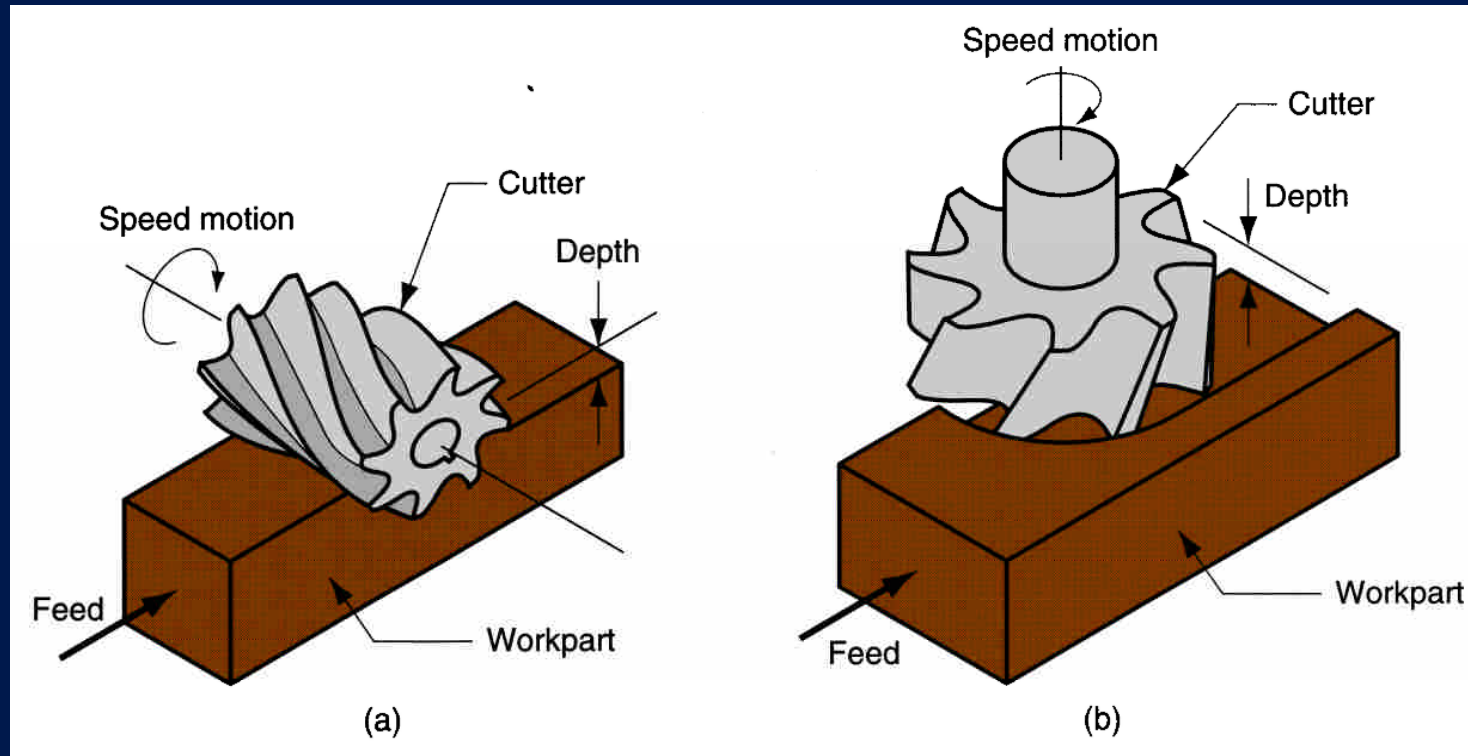 Speed motion
Cutter
Depth
Feed
Workpart
(a)
Speed motion
Cutter
Depth
Feed
Workpart
(b)